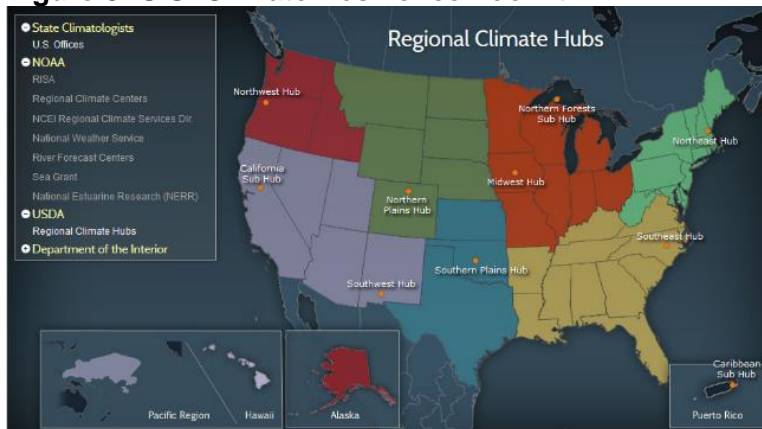 Regional Climate Hubs
State Climatologists
U.S. Offices
NOAA
RISA
Regional Climate Centers
NCEI Regional Climate Services Dir.
National Weather Service
River Forecast Centers
Sea Grant
National Estuarine Research (NERR)
USDA
Regional Climate Hubs
Department of the Interior
Northwest Hub
Northern Forests
Sub Hub
Northeast Hub
California
Sub Hub
Midwest Hub
Northern
Plains Hub
Southeast Hub
Southern Plains Hub
Southwest Hub
Caribbean
Sub Hub
Pacific Region
Hawaii
Alaska
Puerto Rico